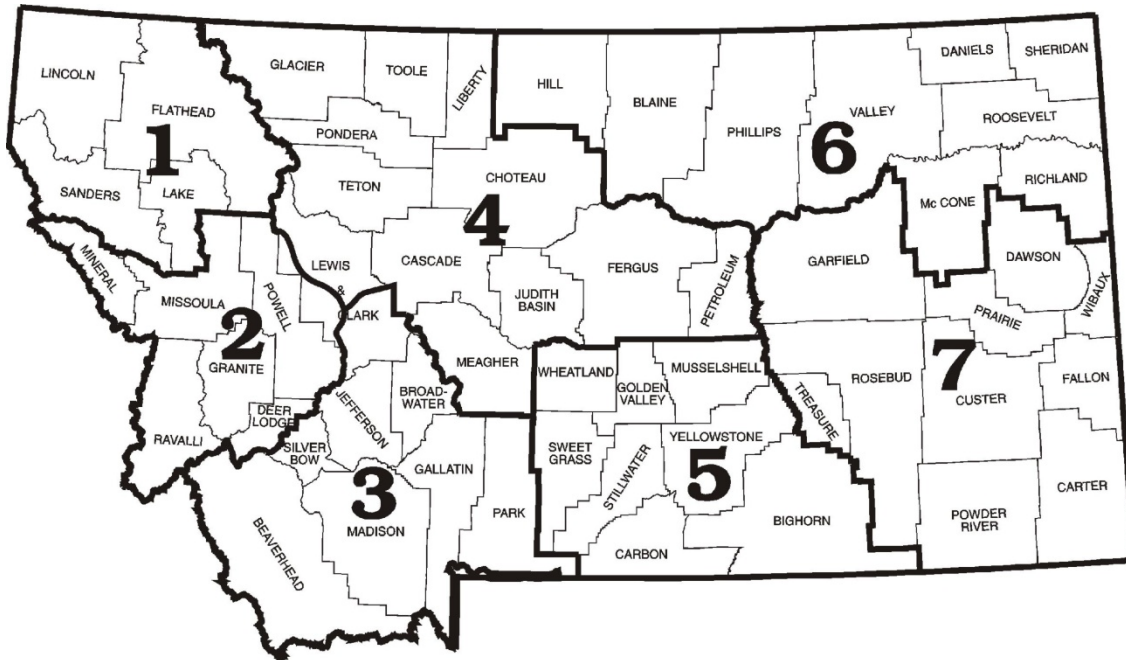 LINCOLN
FLATHEAD
1
SANDERS
LAKE
GLACIER
TOOLE
LIBERTY
PONDERA
TETON
CHOTEAU
4
LEWIS
&
CLARK
CASCADE
JUDITH
BASIN
FERGUS
PETROLEUM
MEAGHER
HILL
BLAINE
PHILLIPS
VALLEY
6
DANIELS
SHERIDAN
ROOSEVELT
RICHLAND
Mc CONE
MINERAL
MISSOULA
POWELL
2
GRANITE
DEER
LODGE
RAVALLI
SILVER
BOW
JEFFERSON
BROAD-
WATER
GALLATIN
3
MADISON
PARK
BEAVERHEAD
WHEATLAND
GOLDEN
VALLEY
MUSSELSHELL
SWEET
GRASS
STILLWATER
YELLOWSTONE
5
CARBON
BIGHORN
GARFIELD
DAWSON
WIBAUX
PRAIRIE
7
ROSEBUD
TREASURE
CUSTER
FALLON
POWDER
RIVER
CARTER